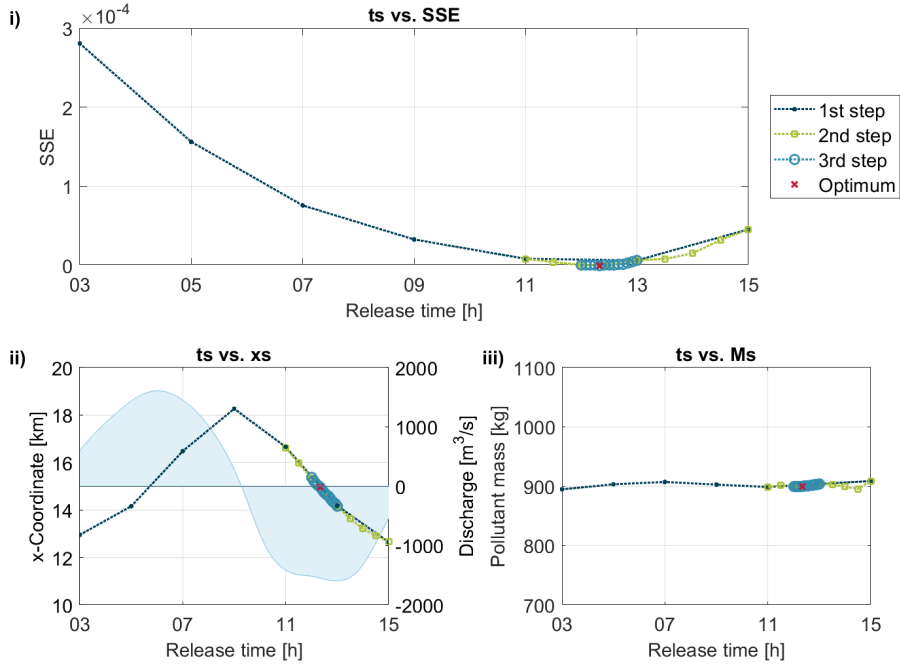 i)
ts vs. SSE
×10^-4
3
2
1
0
SSE
03 05 07 09 11 13 15
Release time [h]
1st step
2nd step
3rd step
Optimum
ii)
ts vs. xs
20
18
16
14
12
10
x-Coordinate [km]
2000
1000
0
-1000
-2000
Discharge [m³/s]
03 07 11 15
Release time [h]
iii)
ts vs. Ms
1100
1000
900
800
700
Pollutant mass [kg]
03 07 11 15
Release time [h]